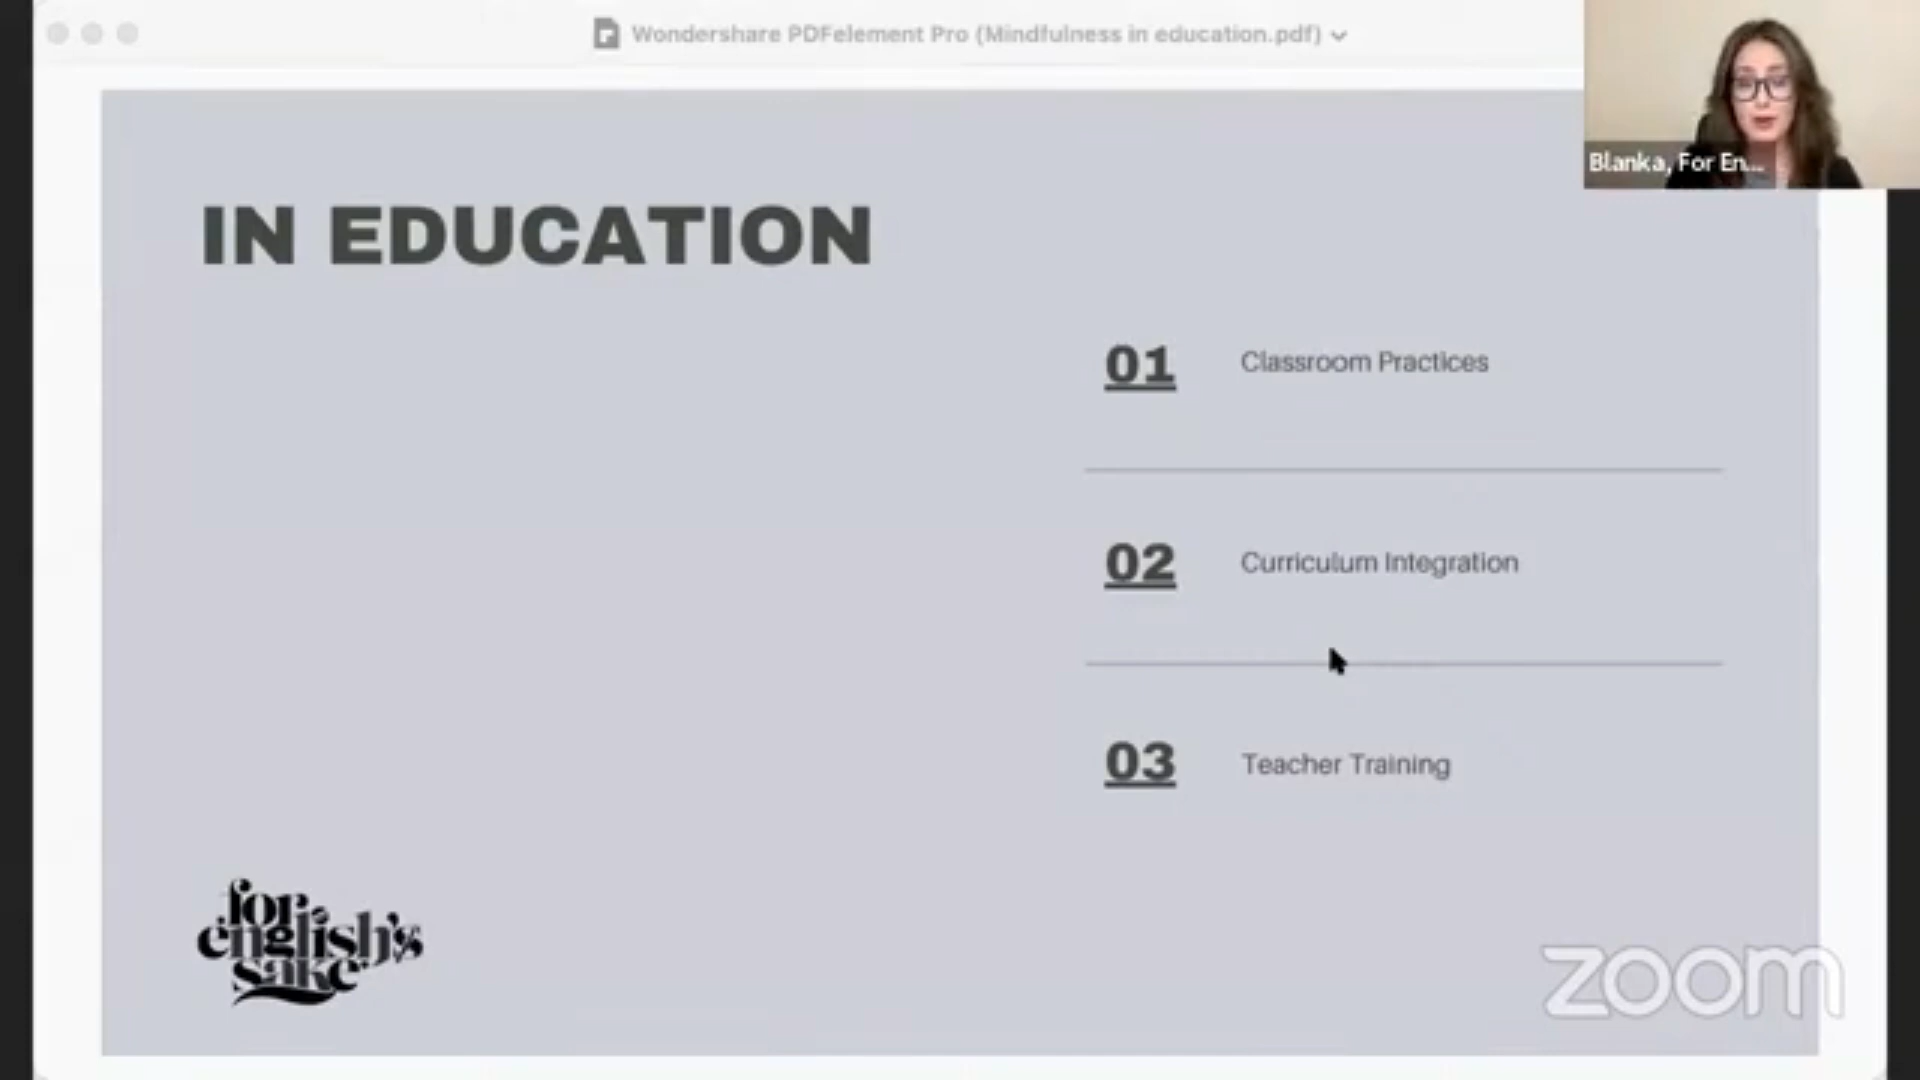 Wondershare PDFelement Pro (Mindfulness in education.pdf)
Blanka, For En...
IN EDUCATION
01 Classroom Practices
02 Curriculum Integration
03 Teacher Training
for
english's
sake
zoom